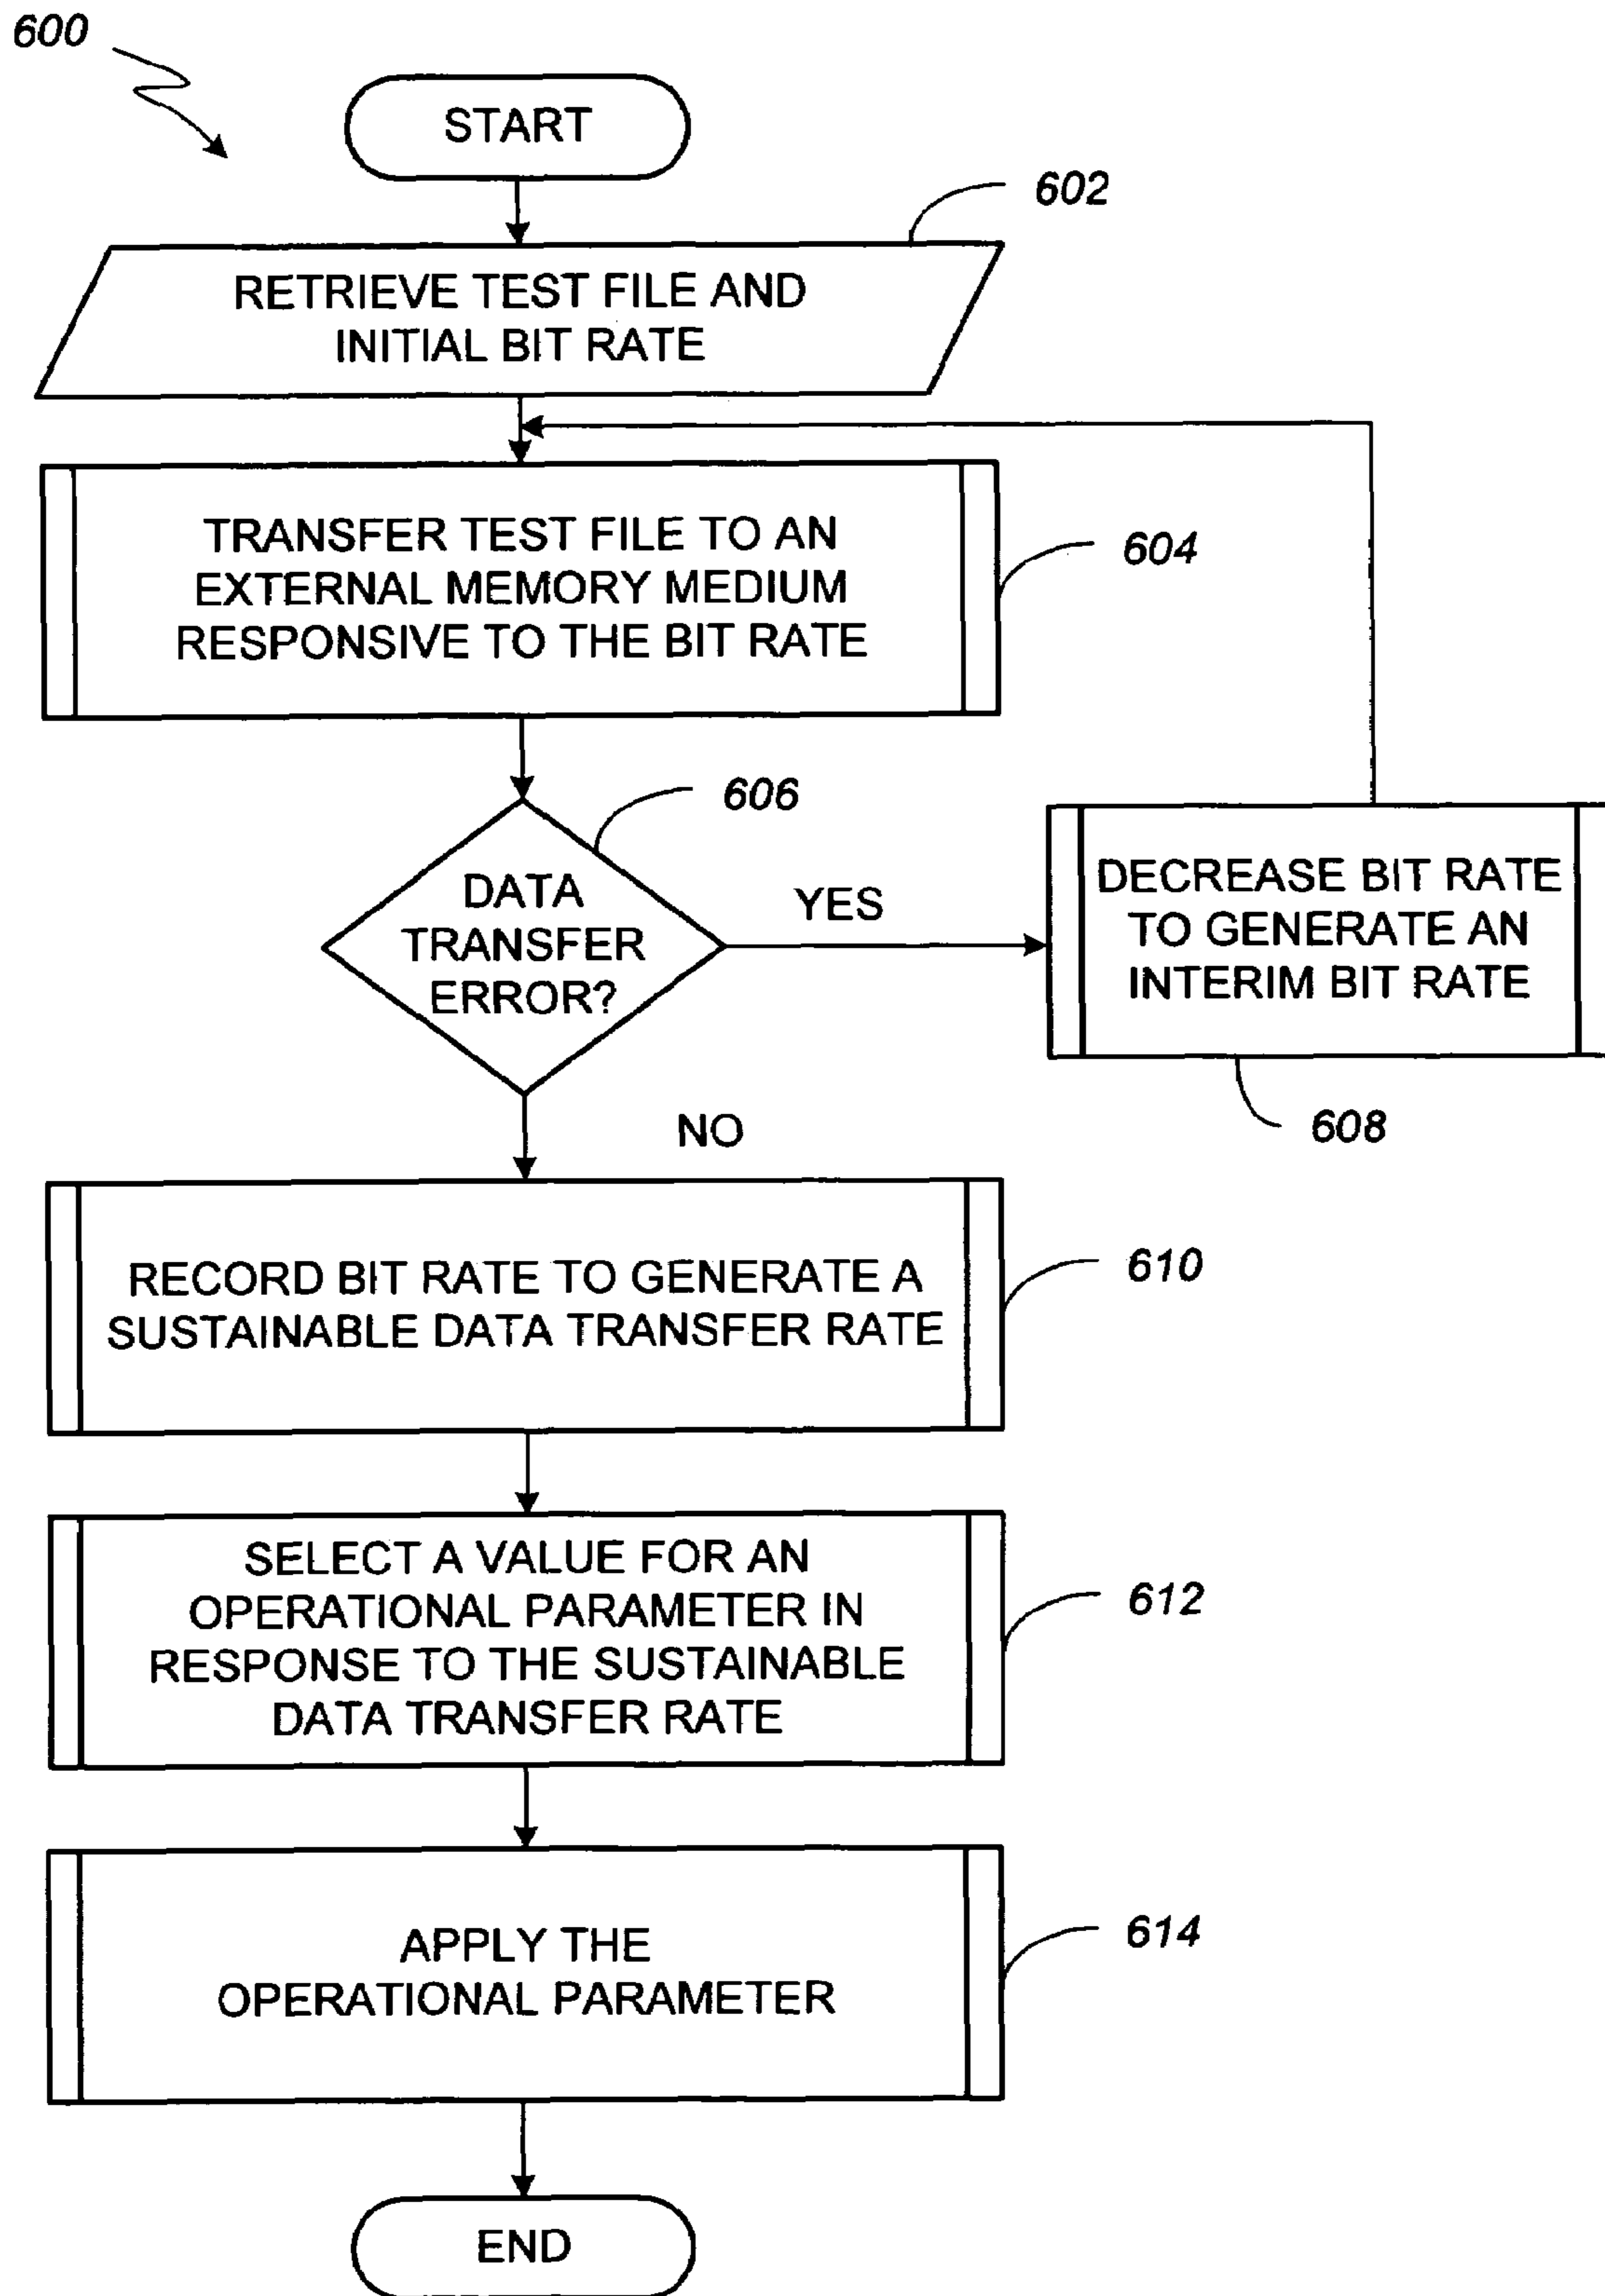 600
START
602
RETRIEVE TEST FILE AND
INITIAL BIT RATE
TRANSFER TEST FILE TO AN
EXTERNAL MEMORY MEDIUM
RESPONSIVE TO THE BIT RATE
604
606
DATA
TRANSFER
ERROR?
YES
DECREASE BIT RATE
TO GENERATE AN
INTERIM BIT RATE
608
NO
RECORD BIT RATE TO GENERATE A
SUSTAINABLE DATA TRANSFER RATE
610
SELECT A VALUE FOR AN
OPERATIONAL PARAMETER IN
RESPONSE TO THE SUSTAINABLE
DATA TRANSFER RATE
612
APPLY THE
OPERATIONAL PARAMETER
614
END